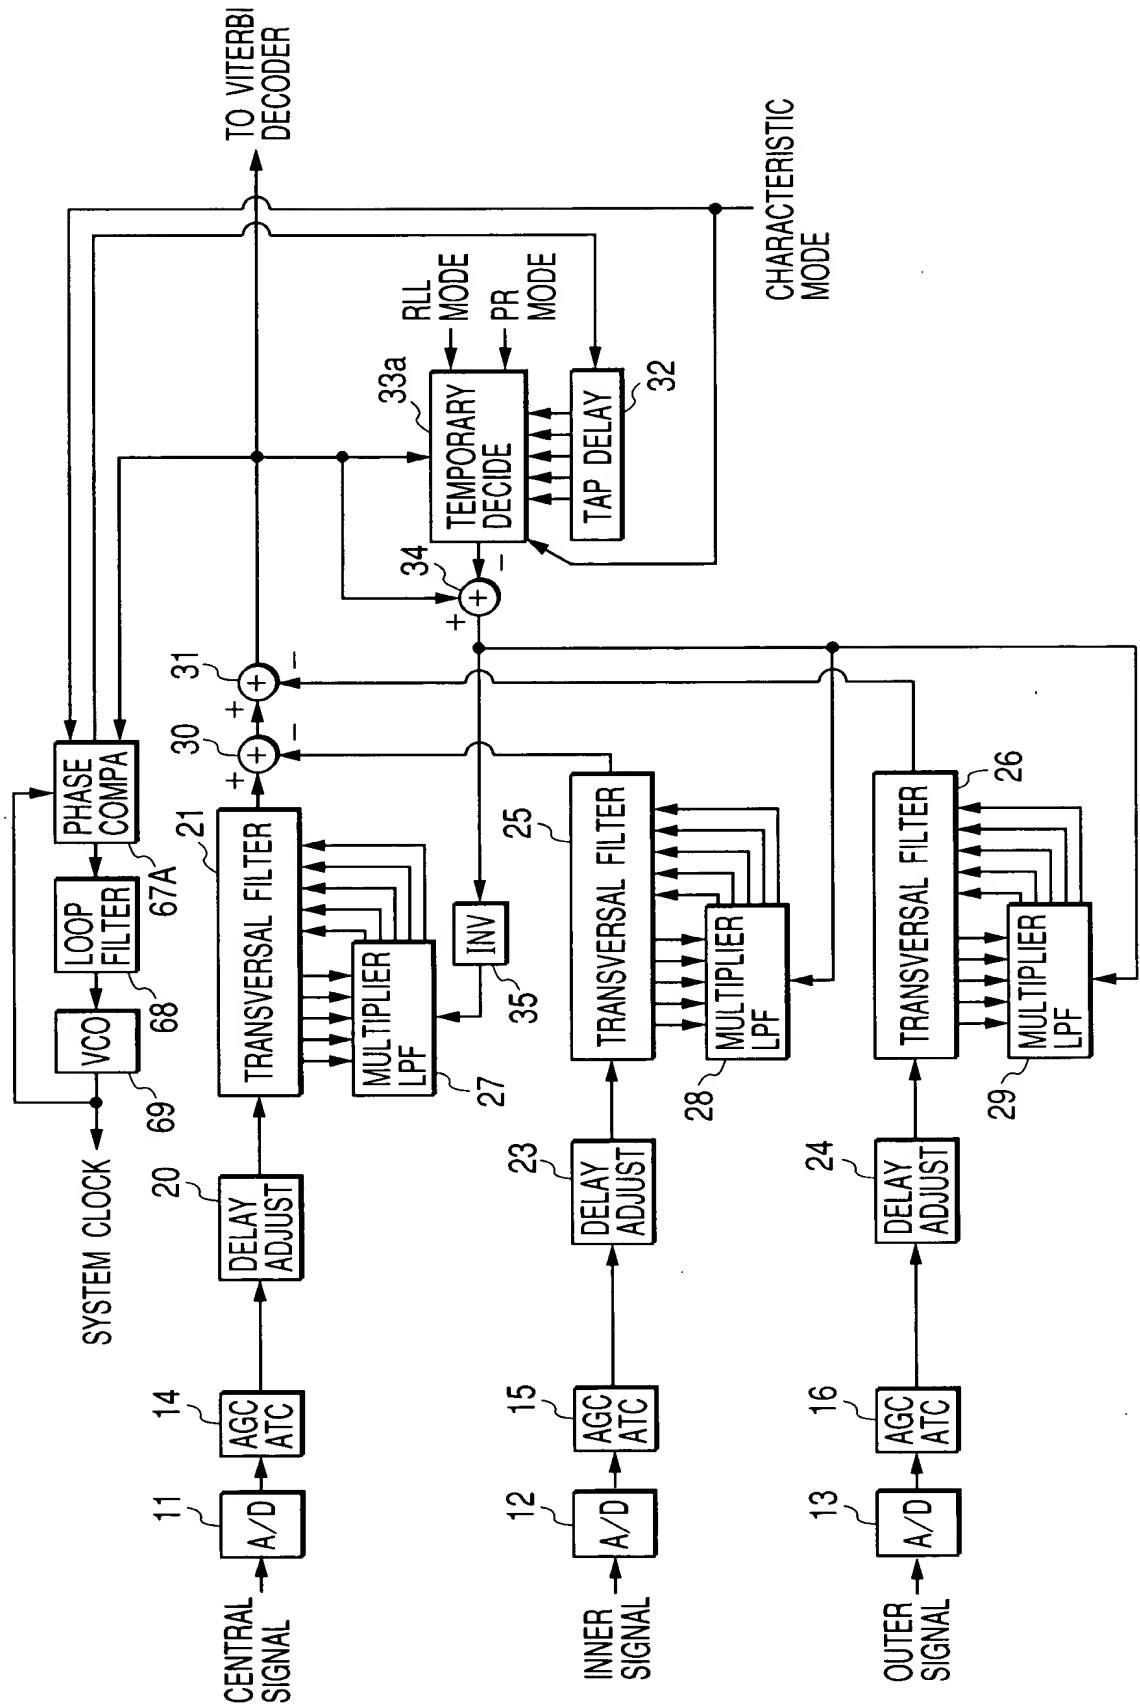 SYSTEM CLOCK
69
VCO
68
LOOP
FILTER
67A
PHASE
COMPA
CENTRAL
SIGNAL
11
A/D
14
AGC
ATC
20
DELAY
ADJUST
21
TRANSVERSAL FILTER
MULTIPLIER
LPF
27
30
+
+
-
31
+
+
-
TO VITERBI
DECODER
35
INV
34
+
+
-
33a
TEMPORARY
DECIDE
RLL
MODE
PR
MODE
TAP DELAY
32
CHARACTERISTIC
MODE
INNER
SIGNAL
12
A/D
15
AGC
ATC
23
DELAY
ADJUST
25
TRANSVERSAL FILTER
MULTIPLIER
LPF
28
OUTER
SIGNAL
13
A/D
16
AGC
ATC
24
DELAY
ADJUST
26
TRANSVERSAL FILTER
MULTIPLIER
LPF
29